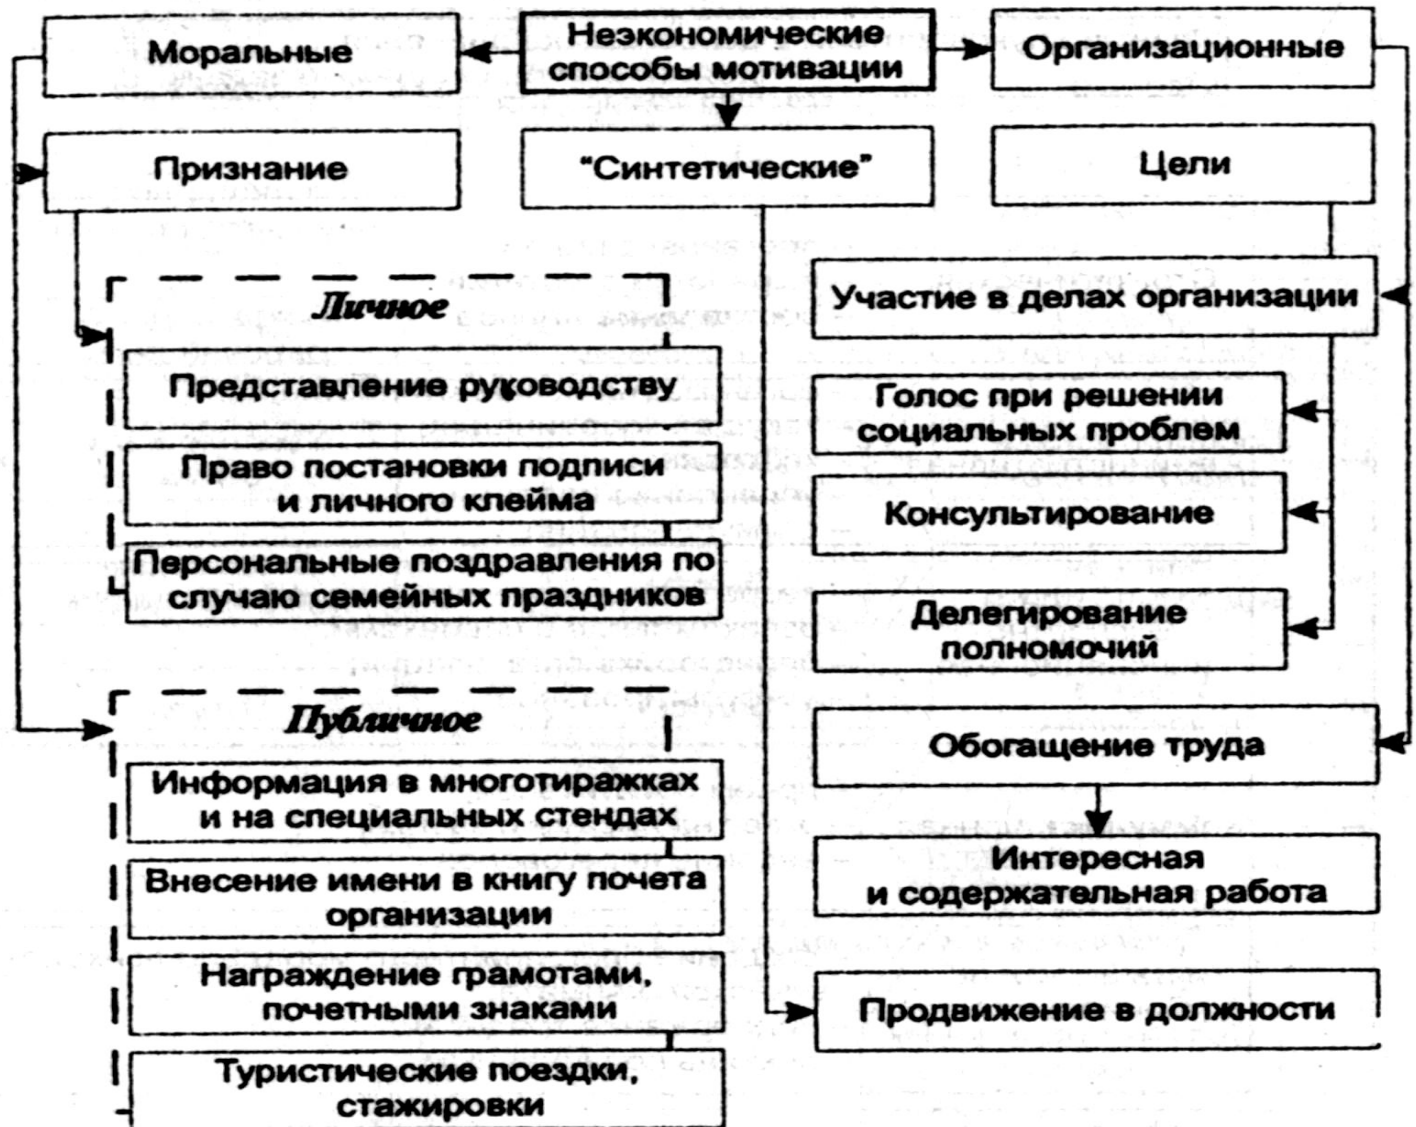 Моральные
Неэкономические
способы мотивации
Организационные
Признание
“Синтетические”
Цели
Личное
Представление руководству
Право постановки подписи
и личного клейма
Персональные поздравления по
случаю семейных праздников
Публичное
Информация в многотиражках
и на специальных стендах
Внесение имени в книгу почета
организации
Награждение грамотами,
почетными знаками
Туристические поездки,
стажировки
Участие в делах организации
Голос при решении
социальных проблем
Консультирование
Делегирование
полномочий
Обогащение труда
Интересная
и содержательная работа
Продвижение в должности